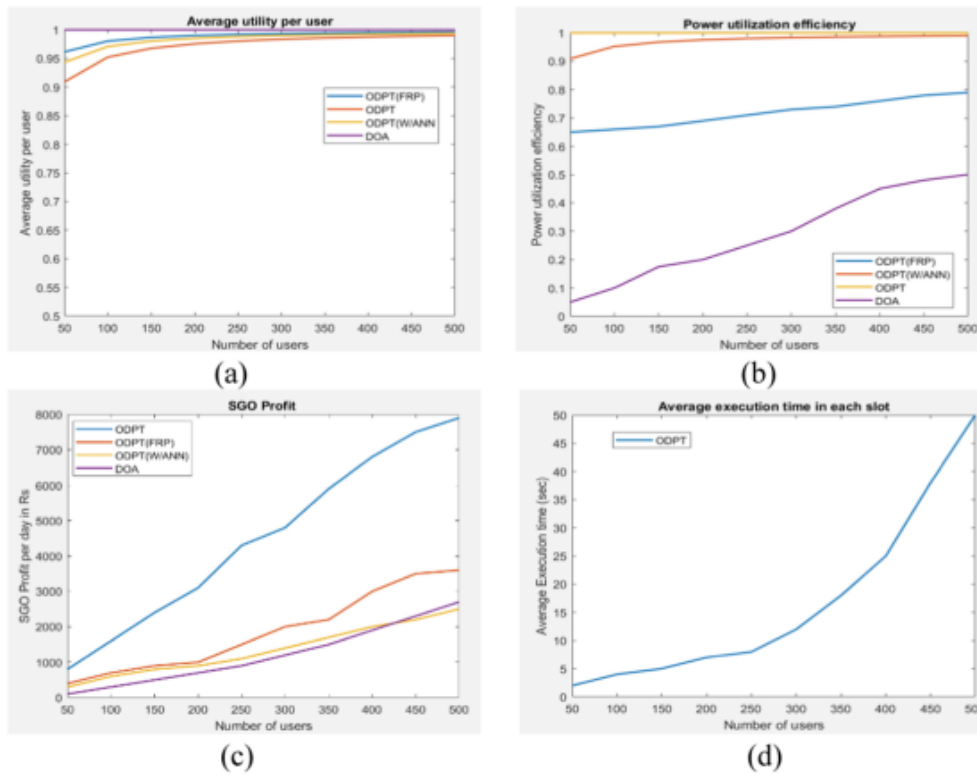 Average utility per user
1
0.95
0.9
0.85
0.8
0.75
0.7
0.65
0.6
0.55
0.5
Average utility per user
ODPT(FRP)
ODPT
ODPT(W/ANN
DOA
50 100 150 200 250 300 350 400 450 500
Number of users
(a)
Power utilization efficiency
1
0.9
0.8
0.7
0.6
0.5
0.4
0.3
0.2
0.1
0
Power utilization efficiency
ODPT(FRP)
ODPT(W/ANN)
ODPT
DOA
50 100 150 200 250 300 350 400 450 500
Number of users
(b)
SGO Profit
8000
7000
6000
5000
4000
3000
2000
1000
0
SGO Profit per day in Rs
ODPT
ODPT(FRP)
ODPT(W/ANN)
DOA
50 100 150 200 250 300 350 400 450 500
Number of users
(c)
Average execution time in each slot
50
45
40
35
30
25
20
15
10
5
0
Average Execution time (sec)
ODPT
50 100 150 200 250 300 350 400 450 500
Number of users
(d)